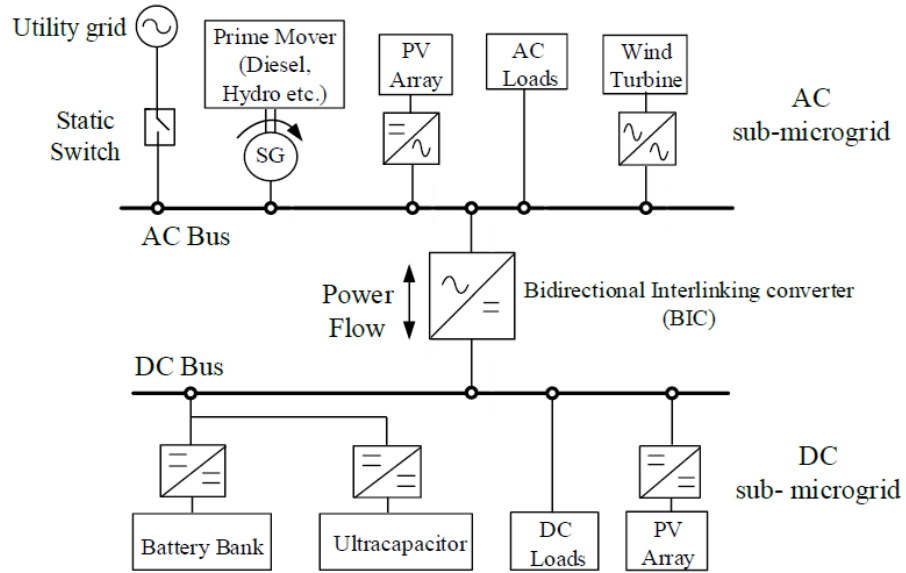 Utility grid
Prime Mover
(Diesel,
Hydro etc.)
PV
Array
AC
Loads
Wind
Turbine
AC
sub-microgrid
Static
Switch
SG
AC Bus
Power
Flow
Bidirectional Interlinking converter
(BIC)
DC Bus
DC
sub- microgrid
Battery Bank
Ultracapacitor
DC
Loads
PV
Array